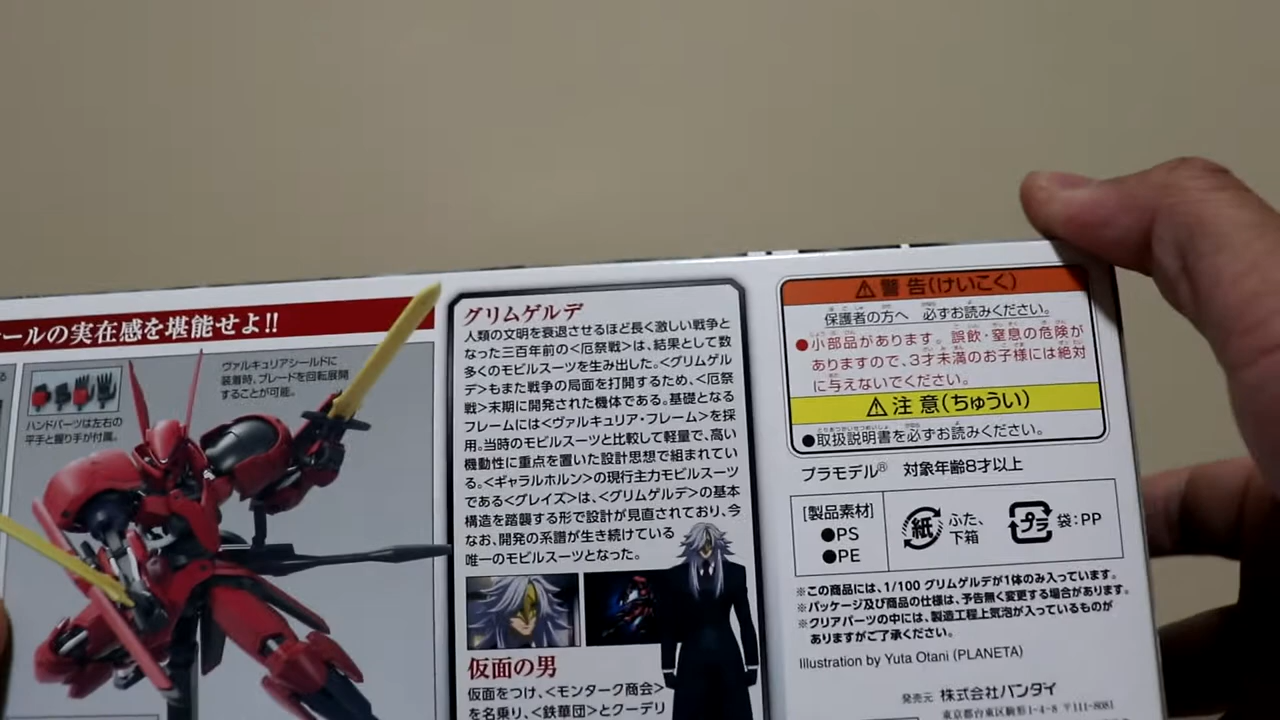 ールの実在感を堪能せよ!!
ヴァルキュリアシールドに
装着時、ブレードを回転展開
することが可能。
ハンドパーツは左右の
平手と握り手が付属。
グリムゲルデ
人類の文明を衰退させるほど長く激しい戦争と
なった三百年前の<厄祭戦>は、結果として数
多くのモビルスーツを生み出した。<グリムゲル
デ>もまた戦争の局面を打開するため、<厄祭
戦>末期に開発された機体である。基礎となる
フレームには<ヴァルキュリア・フレーム>を採
用。当時のモビルスーツと比較して軽量で、高い
機動性に重点を置いた設計思想で組まれてい
る。<ギャラルホルン>の現行主力モビルスーツ
である<グレイズ>は、<グリムゲルデ>の基本
構造を踏襲する形で設計が見直されており、今
なお、開発の系譜が生き続けている
唯一のモビルスーツとなった。
仮面の男
仮面をつけ、<モンターク商会>
を名乗り、<鉄華団>とクーデリ
警告(けいこく)
保護者の方へ 必ずお読みください。
●小部品があります。誤飲・窒息の危険が
ありますので、3才未満のお子様には絶対
に与えないでください。
注意(ちゅうい)
●取扱説明書を必ずお読みください。
プラモデル® 対象年齢8才以上
[製品素材]
●PS
●PE
紙 ふた、
下箱
プラ 袋:PP
※この商品には、1/100 グリムゲルデが1体のみ入っています。
※パッケージ及び商品の仕様は、予告無く変更する場合があります。
※クリアパーツの中には、製造工程上気泡が入っているものが
ありますがご了承ください。
Illustration by Yuta Otani (PLANETA)
発売元 株式会社バンダイ
東京都台東区駒形1-4-8 〒111-8081